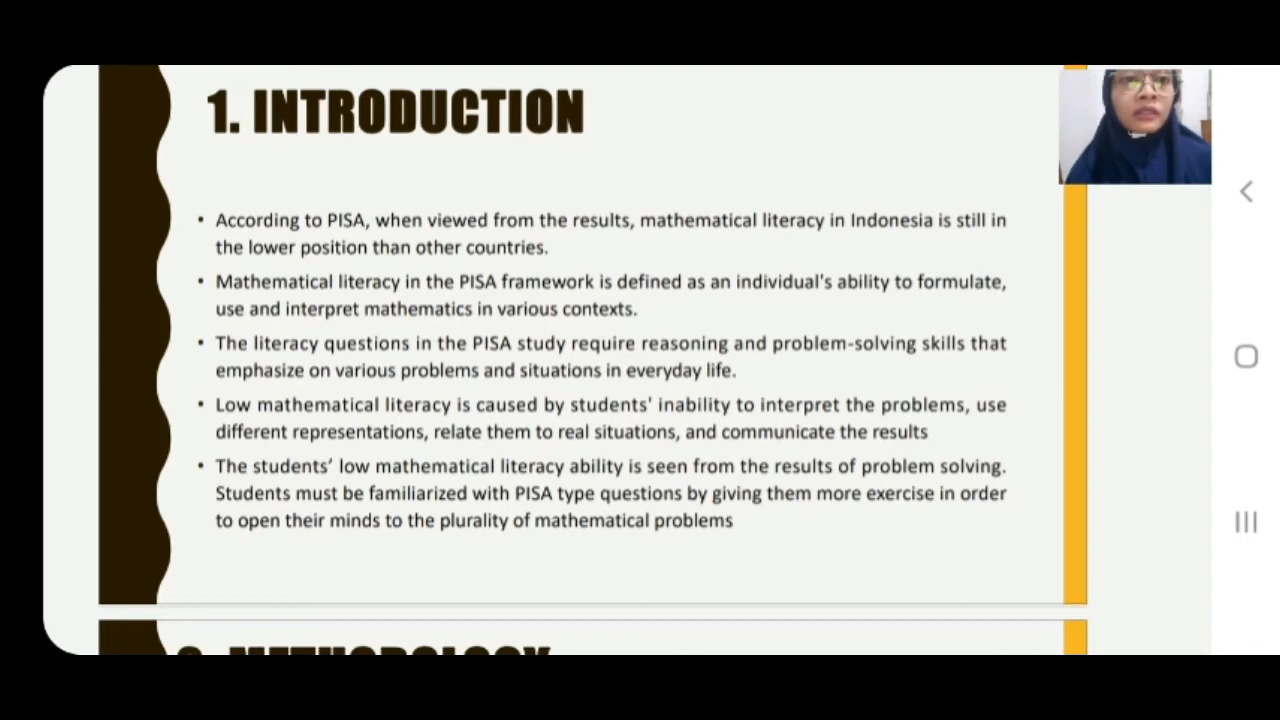 1. INTRODUCTION
• According to PISA, when viewed from the results, mathematical literacy in Indonesia is still in
the lower position than other countries.
• Mathematical literacy in the PISA framework is defined as an individual's ability to formulate,
use and interpret mathematics in various contexts.
• The literacy questions in the PISA study require reasoning and problem-solving skills that
emphasize on various problems and situations in everyday life.
• Low mathematical literacy is caused by students' inability to interpret the problems, use
different representations, relate them to real situations, and communicate the results
• The students’ low mathematical literacy ability is seen from the results of problem solving.
Students must be familiarized with PISA type questions by giving them more exercise in order
to open their minds to the plurality of mathematical problems
2. METHODOLOGY